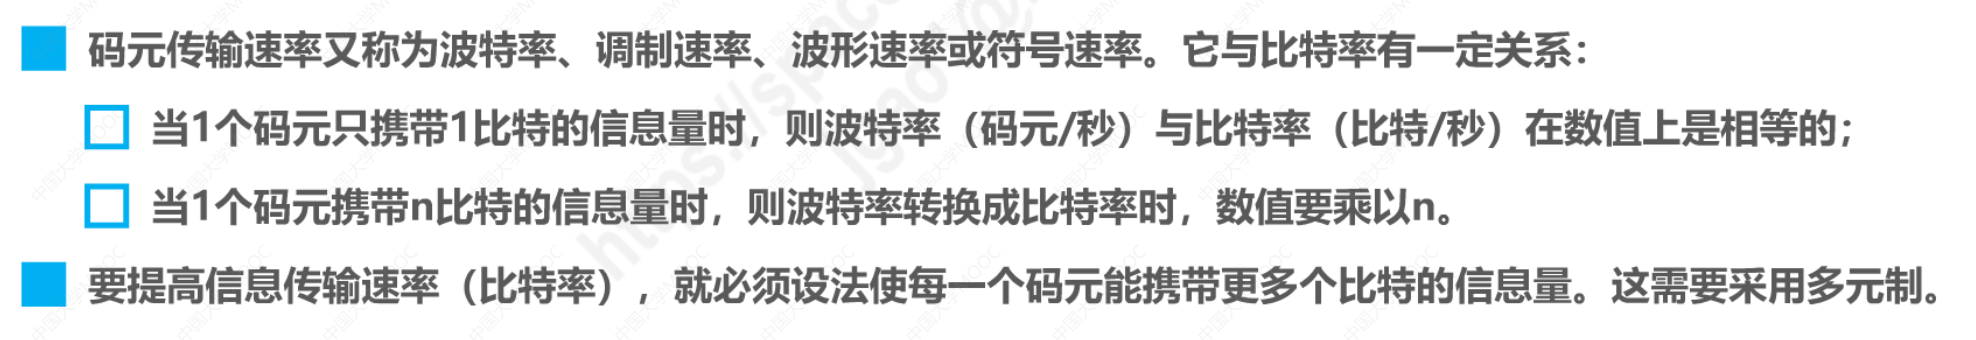 码元传输速率又称为波特率、调制速率、波形速率或符号速率。它与比特率有一定关系：
当1个码元只携带1比特的信息量时，则波特率（码元/秒）与比特率（比特/秒）在数值上是相等的；
当1个码元携带n比特的信息量时，则波特率转换成比特率时，数值要乘以n。
要提高信息传输速率（比特率），就必须设法使每一个码元能携带更多个比特的信息量。这需要采用多元制。